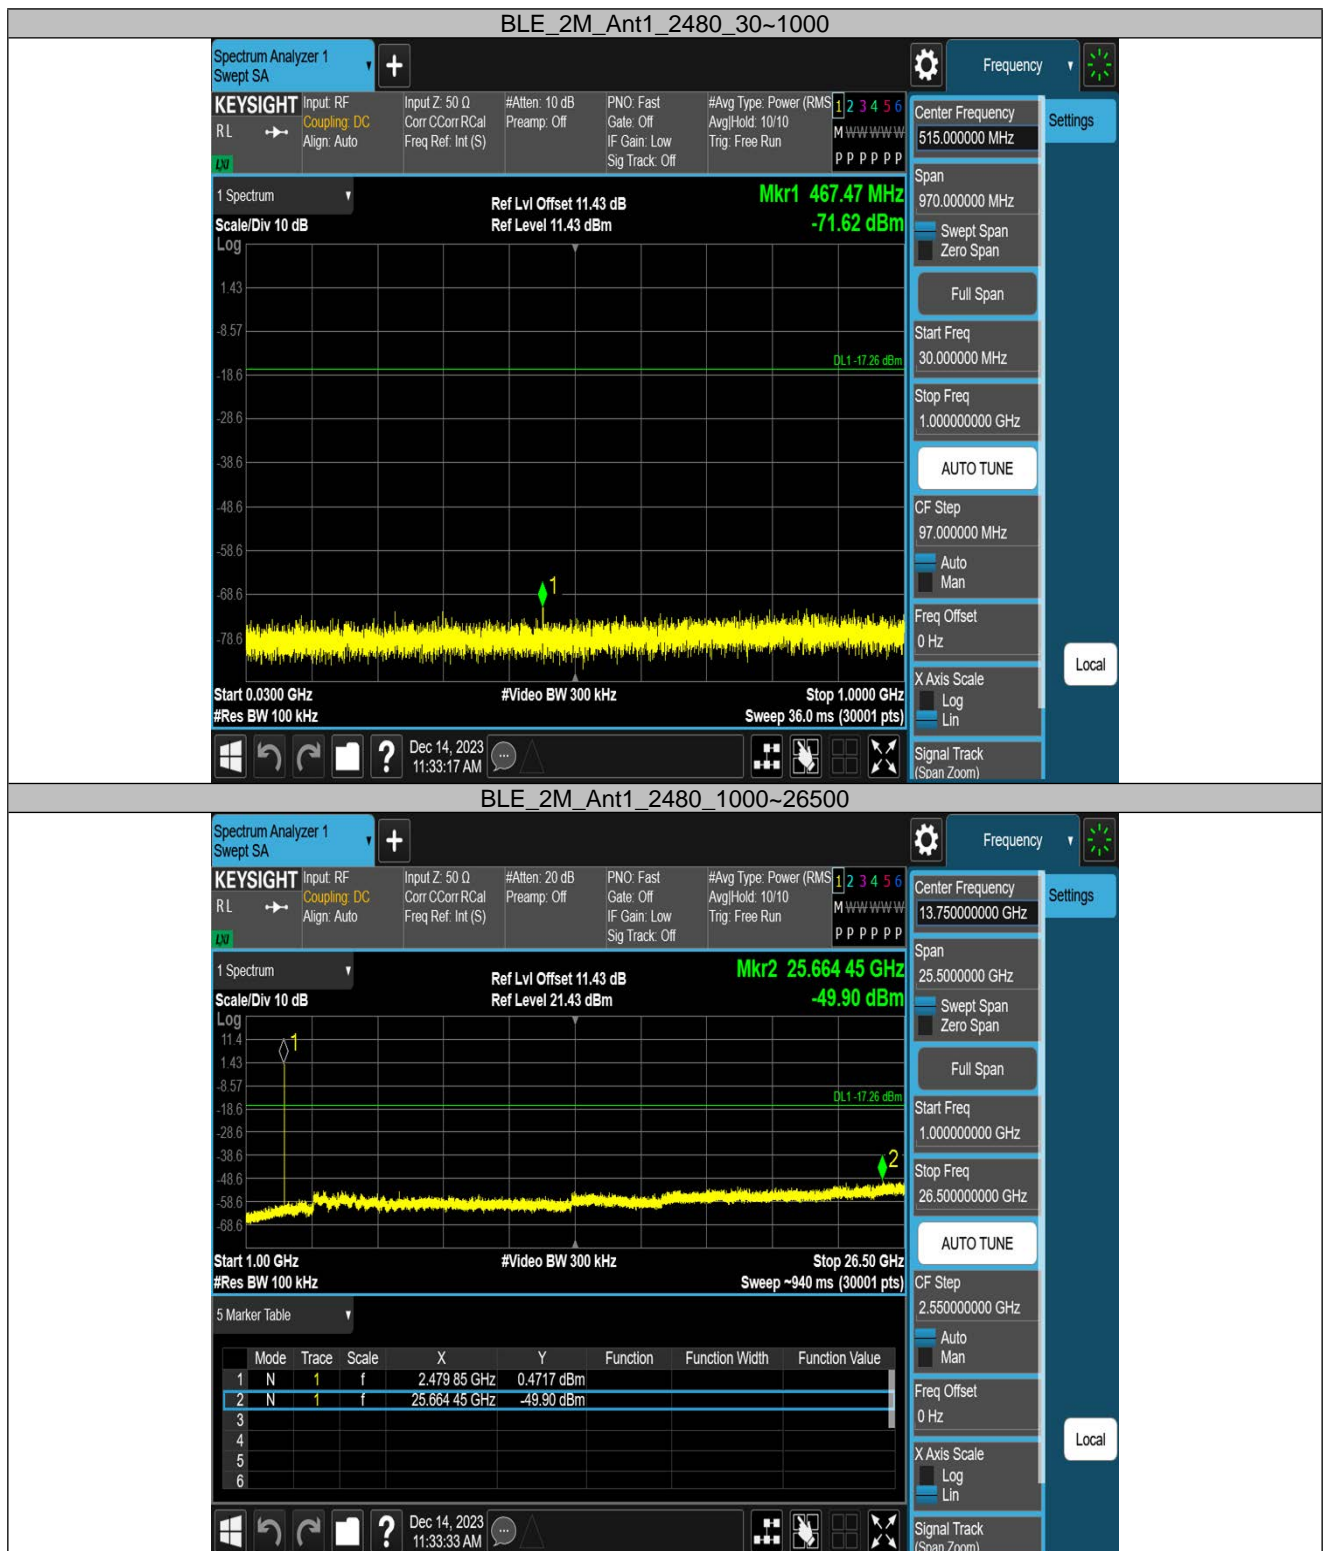 BLE_2M_Ant1_2480_30~1000
Spectrum Analyzer 1
Swept SA
Frequency
KEYSIGHT
RL
LXI
Input: RF
Coupling: DC
Align: Auto
Input Z: 50 Ω
Corr CCorr RCal
Freq Ref: Int (S)
#Atten: 10 dB
Preamp: Off
PNO: Fast
Gate: Off
IF Gain: Low
Sig Track: Off
#Avg Type: Power (RMS
Avg|Hold: 10/10
Trig: Free Run
1 2 3 4 5 6
M W W W W W
P P P P P P
1 Spectrum
Scale/Div 10 dB
Ref Lvl Offset 11.43 dB
Ref Level 11.43 dBm
Mkr1 467.47 MHz
-71.62 dBm
Log
1.43
-8.57
DL1 -17.26 dBm
-18.6
-28.6
-38.6
-48.6
-58.6
-68.6
1
-78.6
Start 0.0300 GHz
#Video BW 300 kHz
Stop 1.0000 GHz
#Res BW 100 kHz
Sweep 36.0 ms (30001 pts)
Dec 14, 2023
11:33:17 AM
Center Frequency
515.000000 MHz
Settings
Span
970.000000 MHz
Swept Span
Zero Span
Full Span
Start Freq
30.000000 MHz
Stop Freq
1.000000000 GHz
AUTO TUNE
CF Step
97.000000 MHz
Auto
Man
Freq Offset
0 Hz
Local
X Axis Scale
Log
Lin
Signal Track
(Span Zoom)
BLE_2M_Ant1_2480_1000~26500
Spectrum Analyzer 1
Swept SA
Frequency
KEYSIGHT
RL
LXI
Input: RF
Coupling: DC
Align: Auto
Input Z: 50 Ω
Corr CCorr RCal
Freq Ref: Int (S)
#Atten: 20 dB
Preamp: Off
PNO: Fast
Gate: Off
IF Gain: Low
Sig Track: Off
#Avg Type: Power (RMS
Avg|Hold: 10/10
Trig: Free Run
1 2 3 4 5 6
M W W W W W
P P P P P P
1 Spectrum
Scale/Div 10 dB
Ref Lvl Offset 11.43 dB
Ref Level 21.43 dBm
Mkr2 25.664 45 GHz
-49.90 dBm
Log
11.4
1
1.43
-8.57
DL1 -17.26 dBm
-18.6
-28.6
-38.6
2
-48.6
-58.6
-68.6
Start 1.00 GHz
#Video BW 300 kHz
Stop 26.50 GHz
#Res BW 100 kHz
Sweep ~940 ms (30001 pts)
5 Marker Table
Mode Trace Scale X Y Function Function Width Function Value
1 N 1 f 2.479 85 GHz 0.4717 dBm
2 N 1 f 25.664 45 GHz -49.90 dBm
3
4
5
6
Dec 14, 2023
11:33:33 AM
Center Frequency
13.750000000 GHz
Settings
Span
25.5000000 GHz
Swept Span
Zero Span
Full Span
Start Freq
1.000000000 GHz
Stop Freq
26.500000000 GHz
AUTO TUNE
CF Step
2.550000000 GHz
Auto
Man
Freq Offset
0 Hz
Local
X Axis Scale
Log
Lin
Signal Track
(Span Zoom)